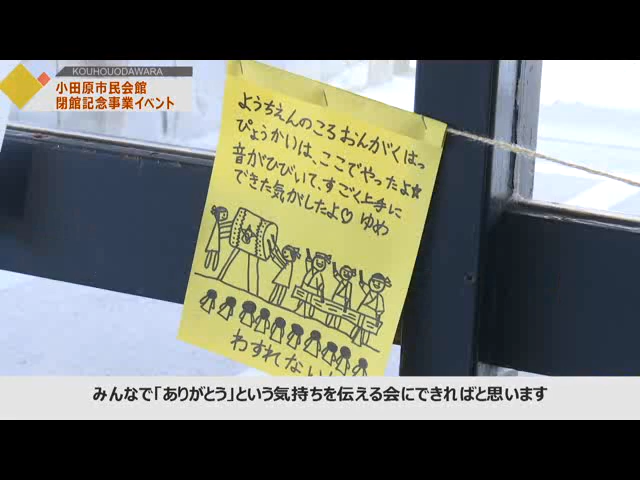 KOUHOUODAWARA
小田原市民会館
閉館記念事業イベント
ようちえんのころおんがくはっ
ぴょうかいは、ここでやったよ★
音がひびいて、すごく上手に
できた気がしたよ♡ ゆめ
わすれない
みんなで「ありがとう」という気持ちを伝える会にできればと思います